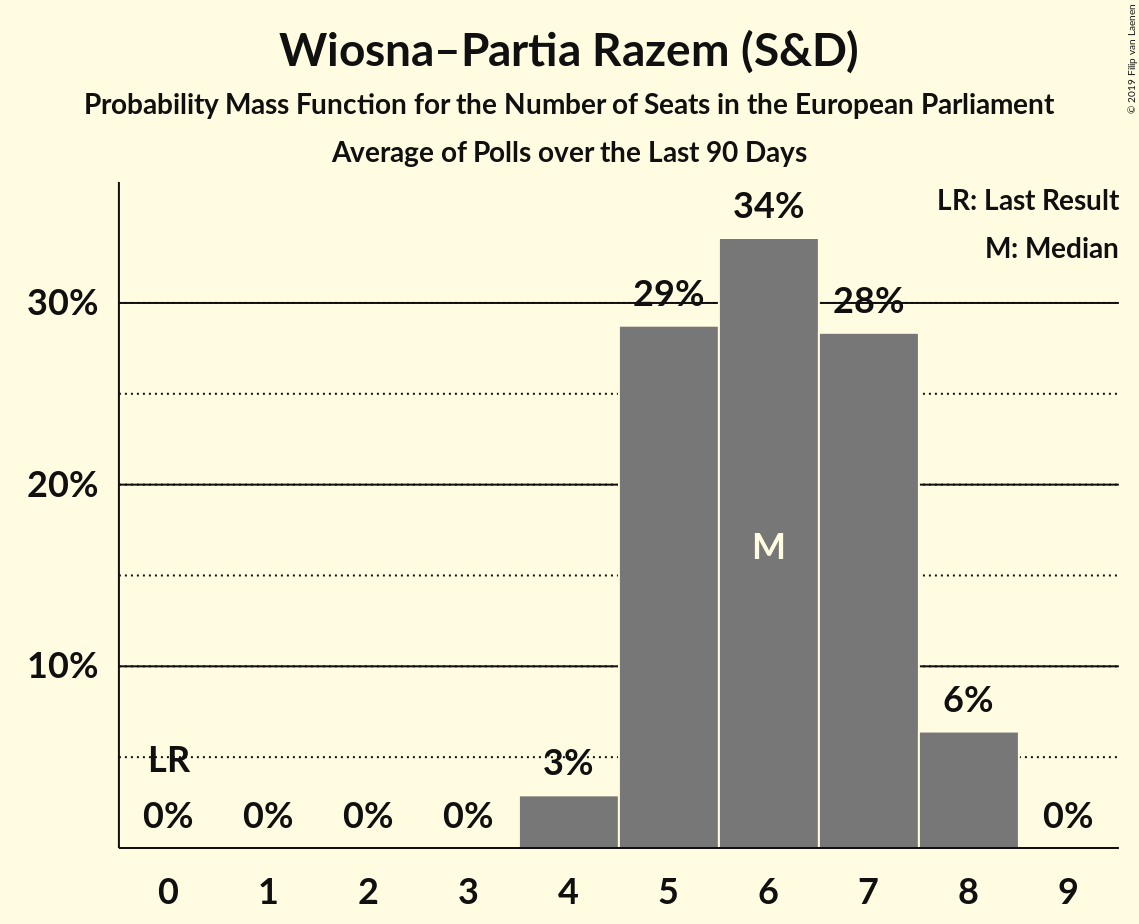 Wiosna–Partia Razem (S&D)
Probability Mass Function for the Number of Seats in the European Parliament
Average of Polls over the Last 90 Days
© 2019 Filip van Laenen
LR: Last Result
M: Median
34%
29%
28%
30%
20%
M
10%
6%
LR
3%
0% 0% 0% 0% 0%
0 1 2 3 4 5 6 7 8 9